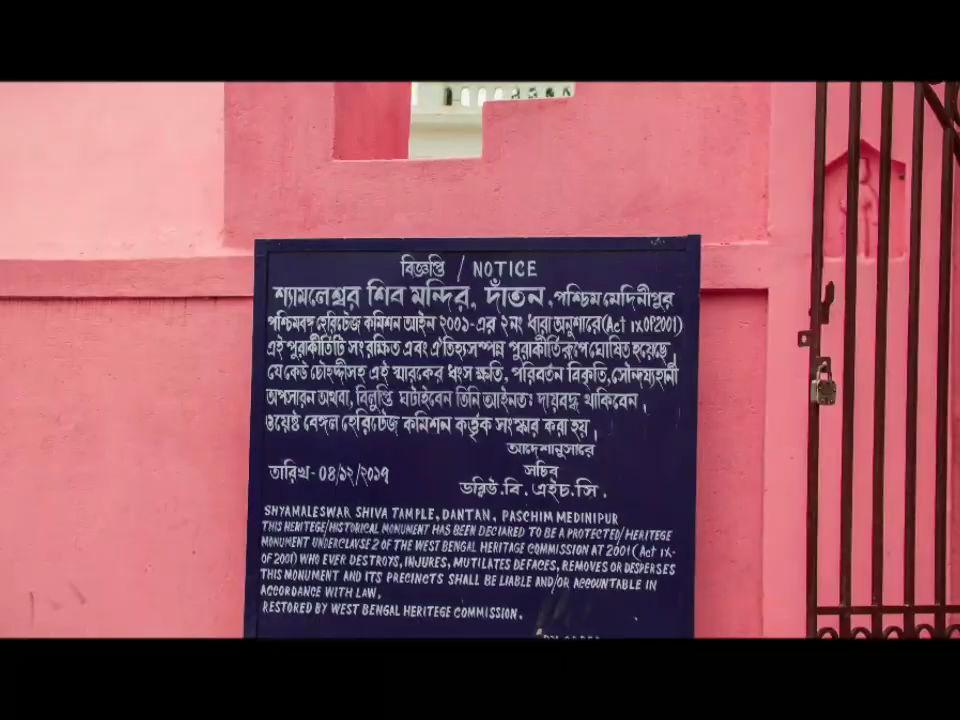 বিজ্ঞপ্তি / NOTICE
শ্যামলেশ্বর শিব মন্দির, দাঁতন, পশ্চিম মেদিনীপুর
পশ্চিমবঙ্গ হেরিটেজ কমিশন আইন ২০০১-এর ২নং ধারা অনুশারে (Act IX OF 2001)
এই পুরাকীর্তিটি সংরক্ষিত এবং ঐতিহ্যসম্পন্ন পুরাকীর্তিরূপে ঘোষিত হয়েছে।
যে কেউ চৌহদ্দীসহ এই স্মারকের ধংস ক্ষতি, পরিবর্তন বিকৃতি, সৌন্দর্য্যহানী
অপসারন অথবা, বিলুপ্তি ঘটাইবেন তিনি আইনতঃ দায়বদ্ধ থাকিবেন।
ওয়েষ্ট বেঙ্গল হেরিটেজ কমিশন কর্ত্তৃক সংস্কার করা হয়।
আদেশানুসারে
সচিব
তারিখ-০৪/১২/২০১৭
ডব্লিউ.বি.এইচ.সি.
SHYAMALESWAR SHIVA TAMPLE, DANTAN, PASCHIM MEDINIPUR
THIS HERITEGE/HISTORICAL MONUMENT HAS BEEN DECLARED TO BE A PROTECTED/HERITEGE
MONUMENT UNDERCLAVSE 2 OF THE WEST BENGAL HERITAGE COMMISSION AT 2001 (Act IX-
OF 2001) WHO EVER DESTROYS, INJURES, MUTILATES DEFACES, REMOVES OR DESPERSES
THIS MONUMENT AND ITS PRECINCTS SHALL BE LIABLE AND/OR ACCOUNTABLE IN
ACCORDANCE WITH LAW,
RESTORED BY WEST BENGAL HERITEGE COMMISSION.